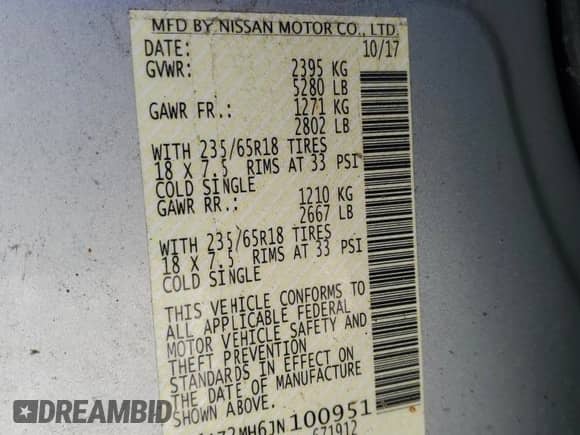 MFD BY NISSAN MOTOR CO., LTD.
DATE: 10/17
GVWR: 2395 KG
5280 LB
GAWR FR.: 1271 KG
2802 LB
WITH 235/65R18 TIRES
18 X 7.5 RIMS AT 33 PSI
COLD SINGLE
GAWR RR.: 1210 KG
2667 LB
WITH 235/65R18 TIRES
18 X 7.5 RIMS AT 33 PSI
COLD SINGLE
THIS VEHICLE CONFORMS TO
ALL APPLICABLE FEDERAL
MOTOR VEHICLE SAFETY AND
THEFT PREVENTION
STANDARDS IN EFFECT ON
THE DATE OF MANUFACTURE
SHOWN ABOVE.
AZ2MH6JN100951
671912
DREAMBID
.COM